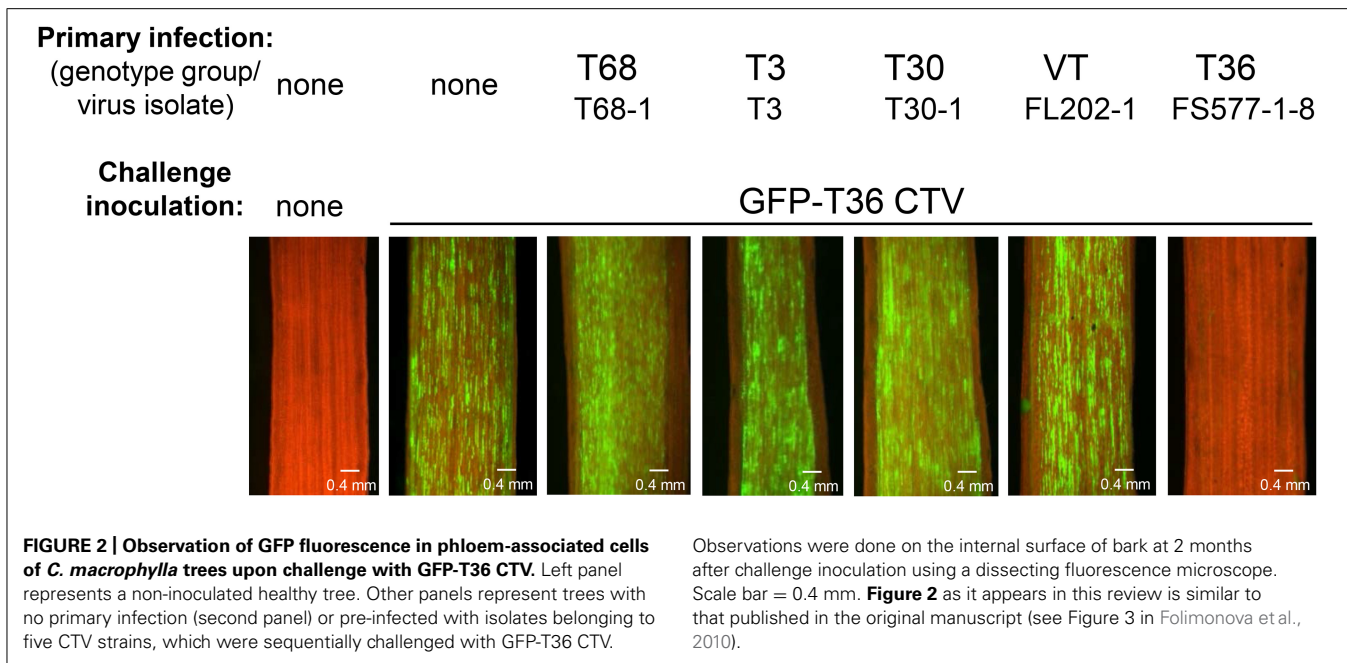 Primary infection:
(genotype group/
virus isolate)
none
none
T68
T68-1
T3
T3
T30
T30-1
VT
FL202-1
T36
FS577-1-8
Challenge
inoculation:
none
GFP-T36 CTV
0.4 mm
0.4 mm
0.4 mm
0.4 mm
0.4 mm
0.4 mm
0.4 mm
FIGURE 2 | Observation of GFP fluorescence in phloem-associated cells
of C. macrophylla trees upon challenge with GFP-T36 CTV. Left panel
represents a non-inoculated healthy tree. Other panels represent trees with
no primary infection (second panel) or pre-infected with isolates belonging to
five CTV strains, which were sequentially challenged with GFP-T36 CTV.
Observations were done on the internal surface of bark at 2 months
after challenge inoculation using a dissecting fluorescence microscope.
Scale bar = 0.4 mm. Figure 2 as it appears in this review is similar to
that published in the original manuscript (see Figure 3 in Folimonova et al.,
2010).